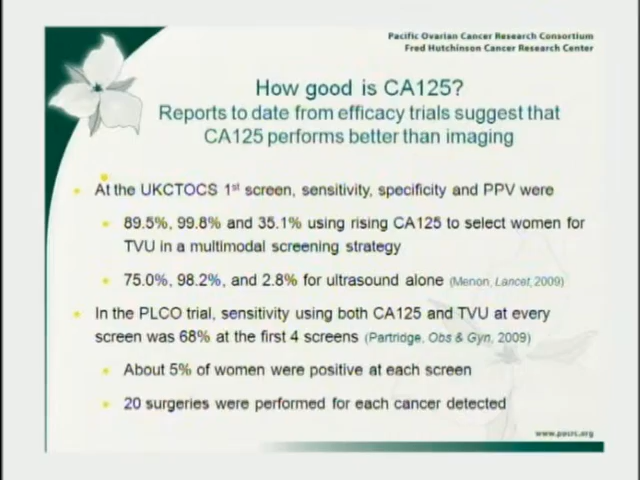 Pacific Ovarian Cancer Research Consortium
Fred Hutchinson Cancer Research Center
How good is CA125?
Reports to date from efficacy trials suggest that
CA125 performs better than imaging
At the UKCTOCS 1st screen, sensitivity, specificity and PPV were
89.5%, 99.8% and 35.1% using rising CA125 to select women for
TVU in a multimodal screening strategy
75.0%, 98.2%, and 2.8% for ultrasound alone (Menon, Lancet, 2009)
In the PLCO trial, sensitivity using both CA125 and TVU at every
screen was 68% at the first 4 screens (Partridge, Obs & Gyn, 2009)
About 5% of women were positive at each screen
20 surgeries were performed for each cancer detected
www.pocrc.org